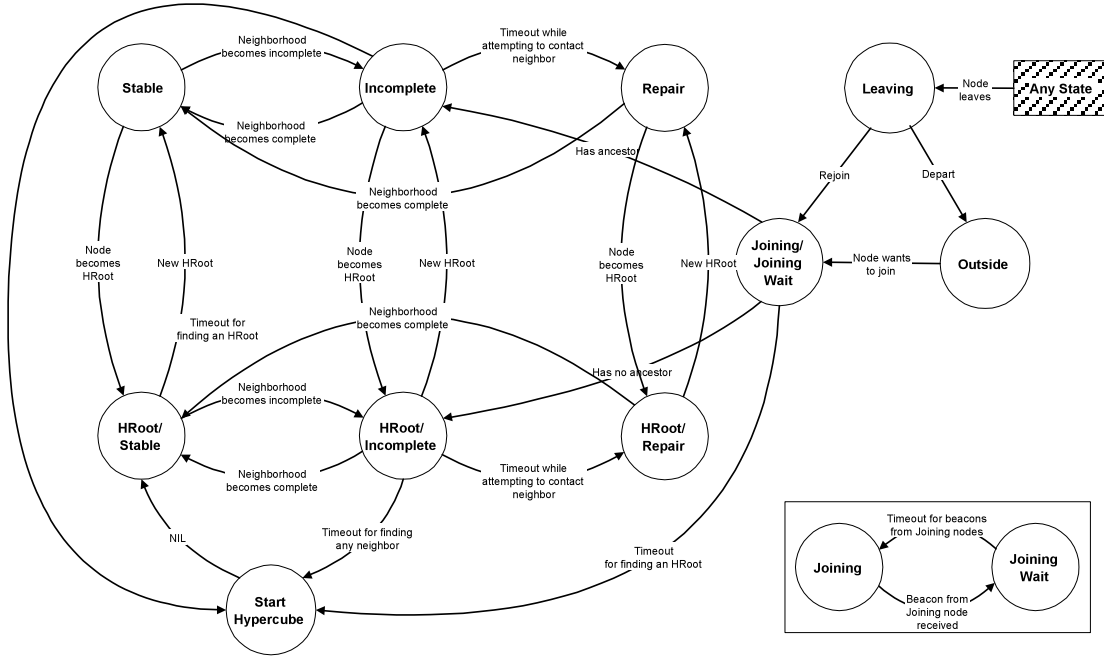 Neighborhood
becomes incomplete
Timeout while
attempting to contact
neighbor
Stable
Incomplete
Repair
Leaving
Node
leaves
Any State
Neighborhood
becomes complete
Has ancestor
Rejoin
Depart
Neighborhood
becomes complete
Node
becomes
HRoot
New HRoot
Node
becomes
HRoot
New HRoot
Node
becomes
HRoot
New HRoot
Joining/
Joining
Wait
Node wants
to join
Outside
Timeout for
finding an HRoot
Neighborhood
becomes complete
Has no ancestor
Neighborhood
becomes incomplete
HRoot/
Stable
HRoot/
Incomplete
HRoot/
Repair
Neighborhood
becomes complete
Timeout while
attempting to contact
neighbor
NIL
Timeout for finding
any neighbor
Timeout
for finding an HRoot
Start
Hypercube
Timeout for beacons
from Joining nodes
Joining
Joining
Wait
Beacon from
Joining node
received